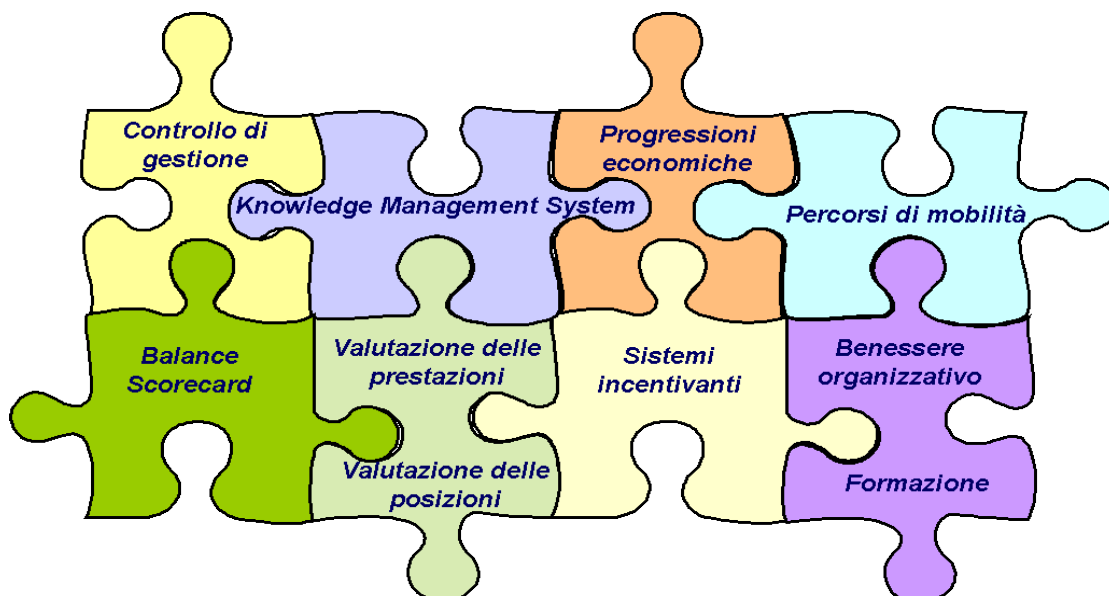 Controllo di
gestione
Knowledge Management System
Progressioni
economiche
Percorsi di mobilità
Balance
Scorecard
Valutazione delle
prestazioni
Valutazione delle
posizioni
Sistemi
incentivanti
Benessere
organizzativo
Formazione